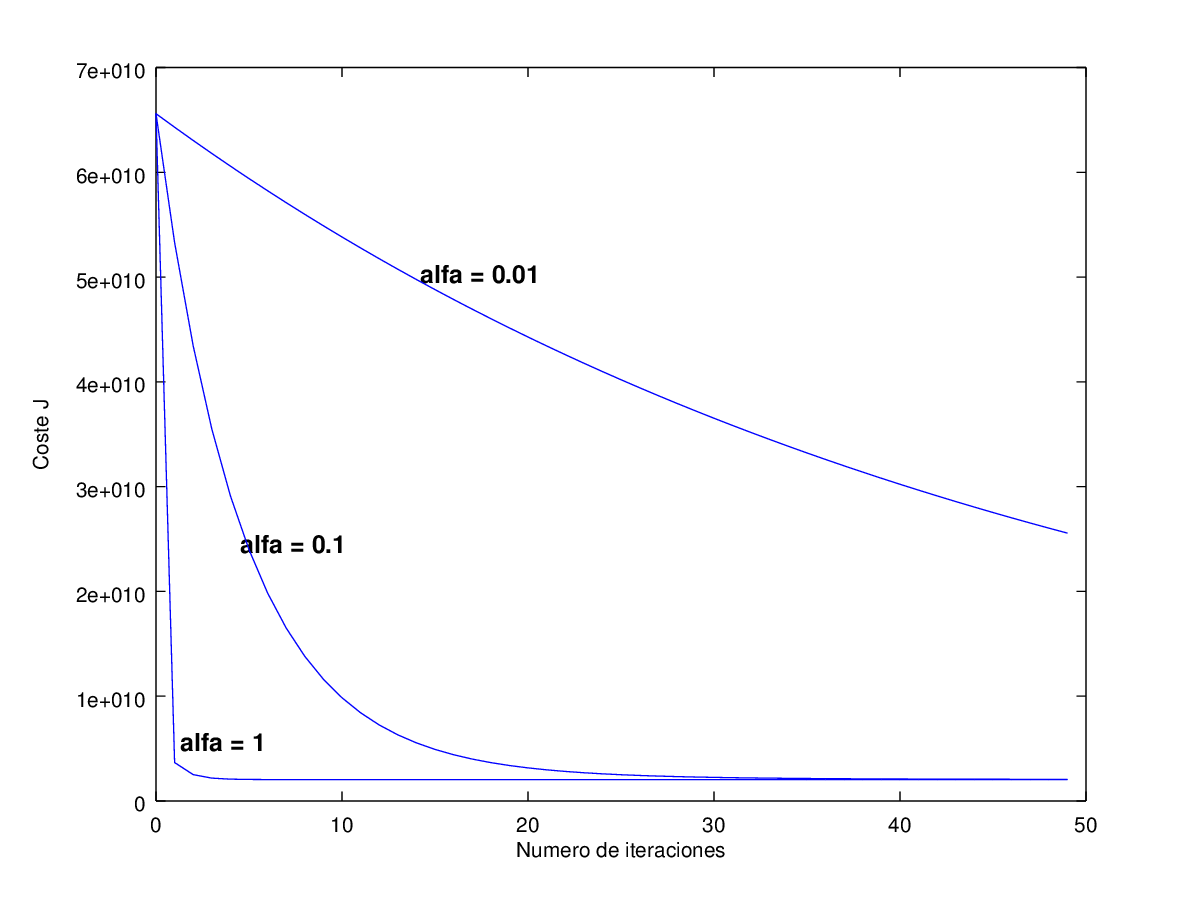 7e+010
6e+010
5e+010
4e+010
3e+010
2e+010
1e+010
0
Coste J
alfa = 0.01
alfa = 0.1
alfa = 1
0 10 20 30 40 50
Numero de iteraciones